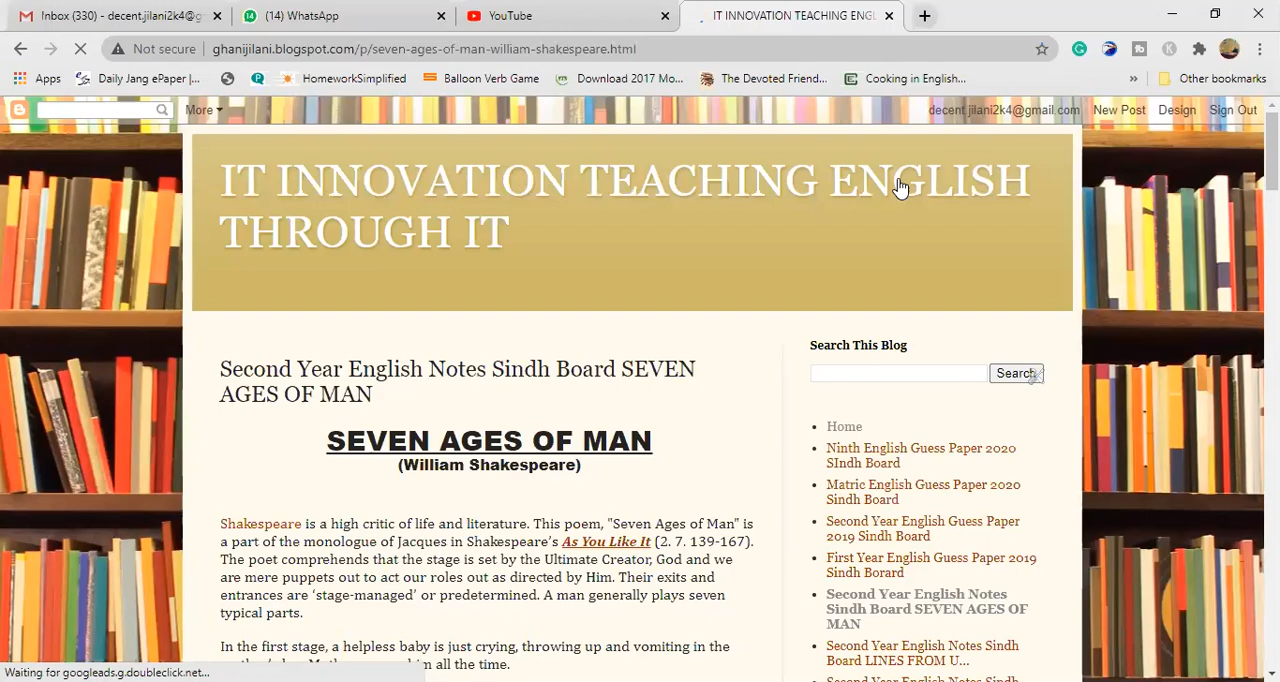 Inbox (330) - decent.jilani2k4@g
(14) WhatsApp
YouTube
IT INNOVATION TEACHING ENGL
Not secure
ghanijilani.blogspot.com/p/seven-ages-of-man-william-shakespeare.html
Apps
Daily Jang ePaper |...
HomeworkSimplified
Balloon Verb Game
Download 2017 Mo...
The Devoted Friend...
Cooking in English...
Other bookmarks
More
decent.jilani2k4@gmail.com
New Post
Design
Sign Out
IT INNOVATION TEACHING ENGLISH
THROUGH IT
Second Year English Notes Sindh Board SEVEN
AGES OF MAN
SEVEN AGES OF MAN
(William Shakespeare)
Shakespeare is a high critic of life and literature. This poem, "Seven Ages of Man” is
a part of the monologue of Jacques in Shakespeare’s As You Like It (2. 7. 139-167).
The poet comprehends that the stage is set by the Ultimate Creator, God and we
are mere puppets out to act our roles out as directed by Him. Their exits and
entrances are ‘stage-managed’ or predetermined. A man generally plays seven
typical parts.
In the first stage, a helpless baby is just crying, throwing up and vomiting in the
all the time.
Search This Blog
Search
Home
Ninth English Guess Paper 2020
SIndh Board
Matric English Guess Paper 2020
Sindh Board
Second Year English Guess Paper
2019 Sindh Board
First Year English Guess Paper 2019
Sindh Borard
Second Year English Notes
Sindh Board SEVEN AGES OF
MAN
Second Year English Notes Sindh
Board LINES FROM U...
Waiting for googleads.g.doubleclick.net...